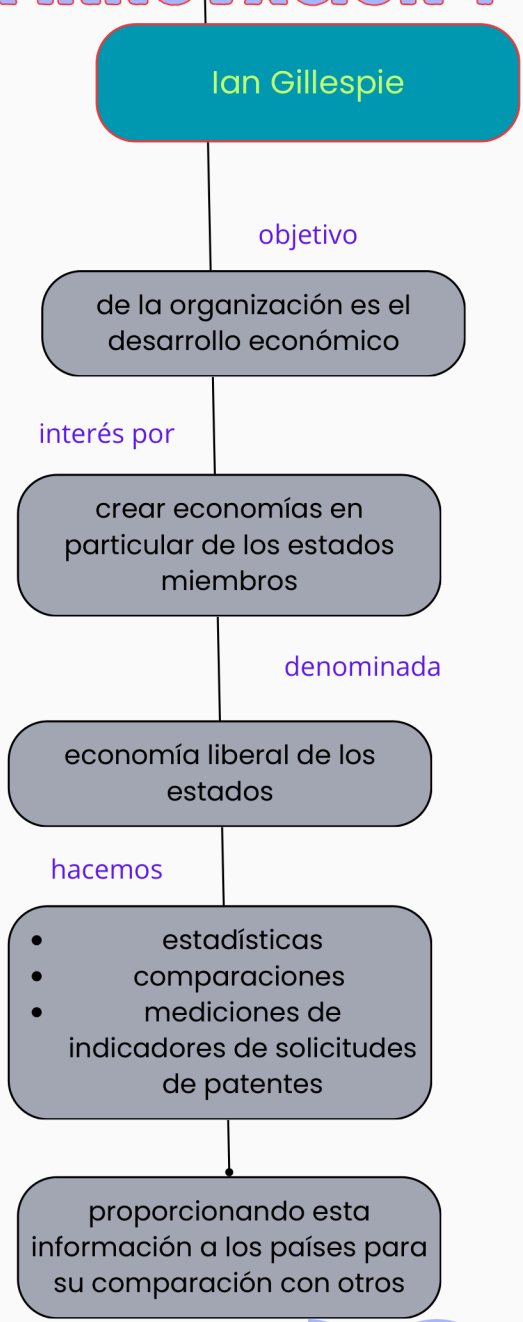 Ian Gillespie
objetivo
de la organización es el
desarrollo económico
interés por
crear economías en
particular de los estados
miembros
denominada
economía liberal de los
estados
hacemos
• estadísticas
• comparaciones
• mediciones de
indicadores de solicitudes
de patentes
proporcionando esta
información a los países para
su comparación con otros